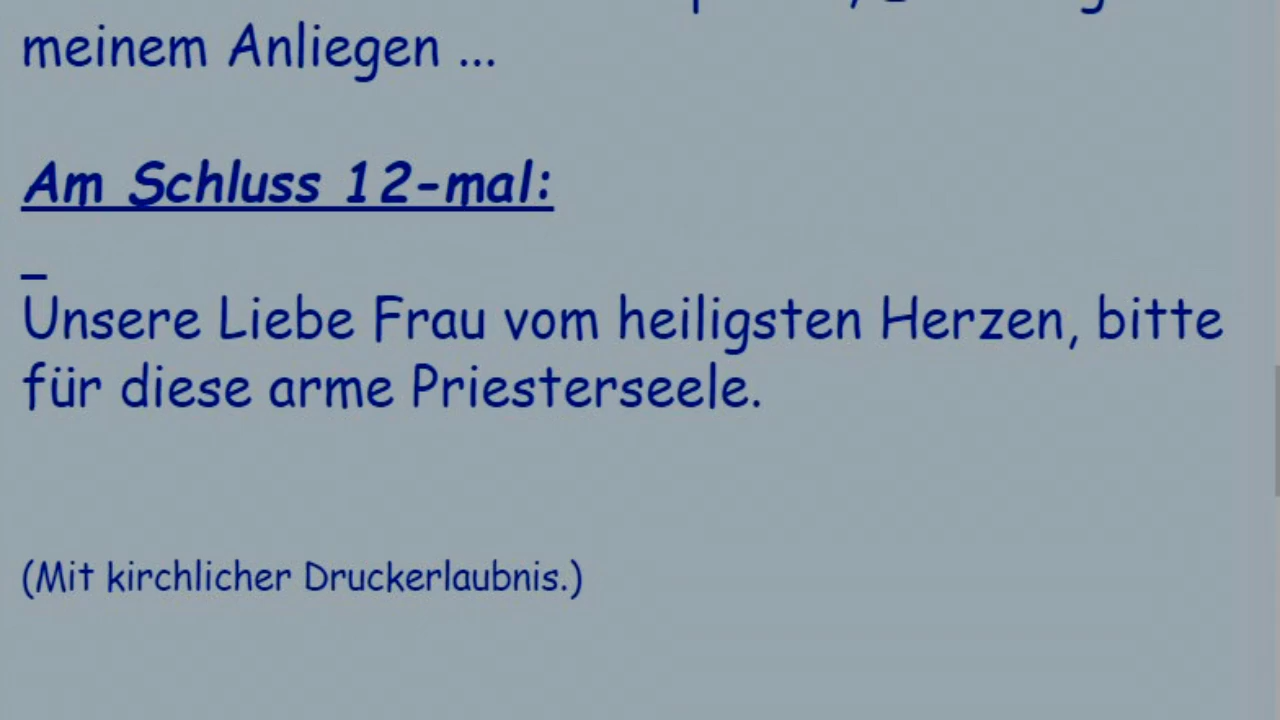 meinem Anliegen ...
Am Schluss 12-mal:
_
Unsere Liebe Frau vom heiligsten Herzen, bitte
für diese arme Priesterseele.
(Mit kirchlicher Druckerlaubnis.)